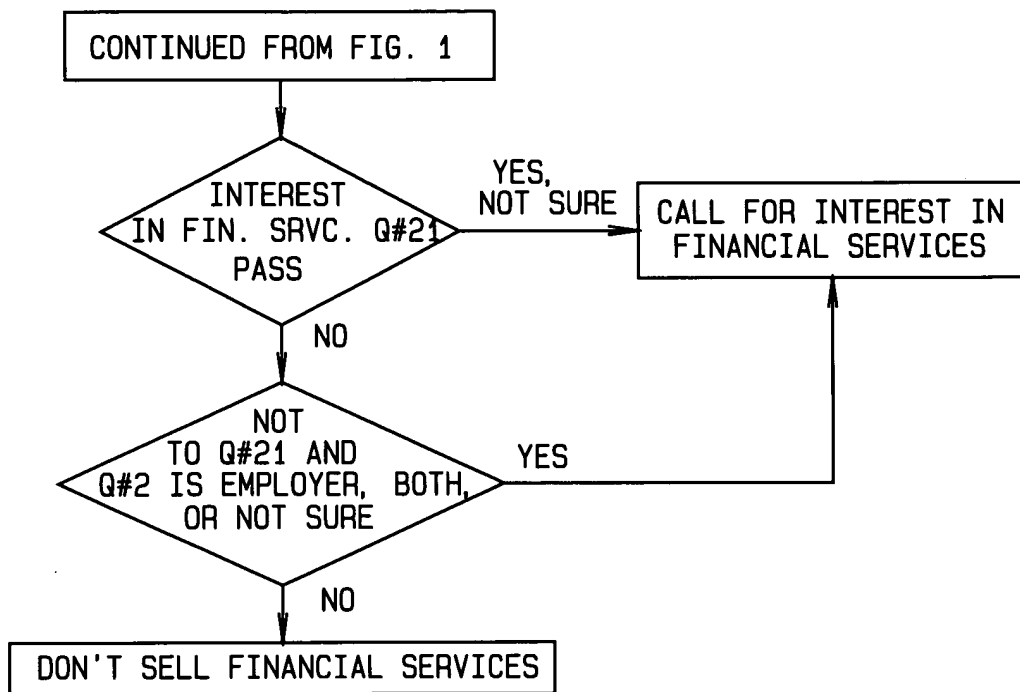 CONTINUED FROM FIG. 1
INTEREST
IN FIN. SRVC. Q#21
PASS
YES,
NOT SURE
CALL FOR INTEREST IN
FINANCIAL SERVICES
NO
NOT
TO Q#21 AND
Q#2 IS EMPLOYER, BOTH,
OR NOT SURE
YES
NO
DON'T SELL FINANCIAL SERVICES